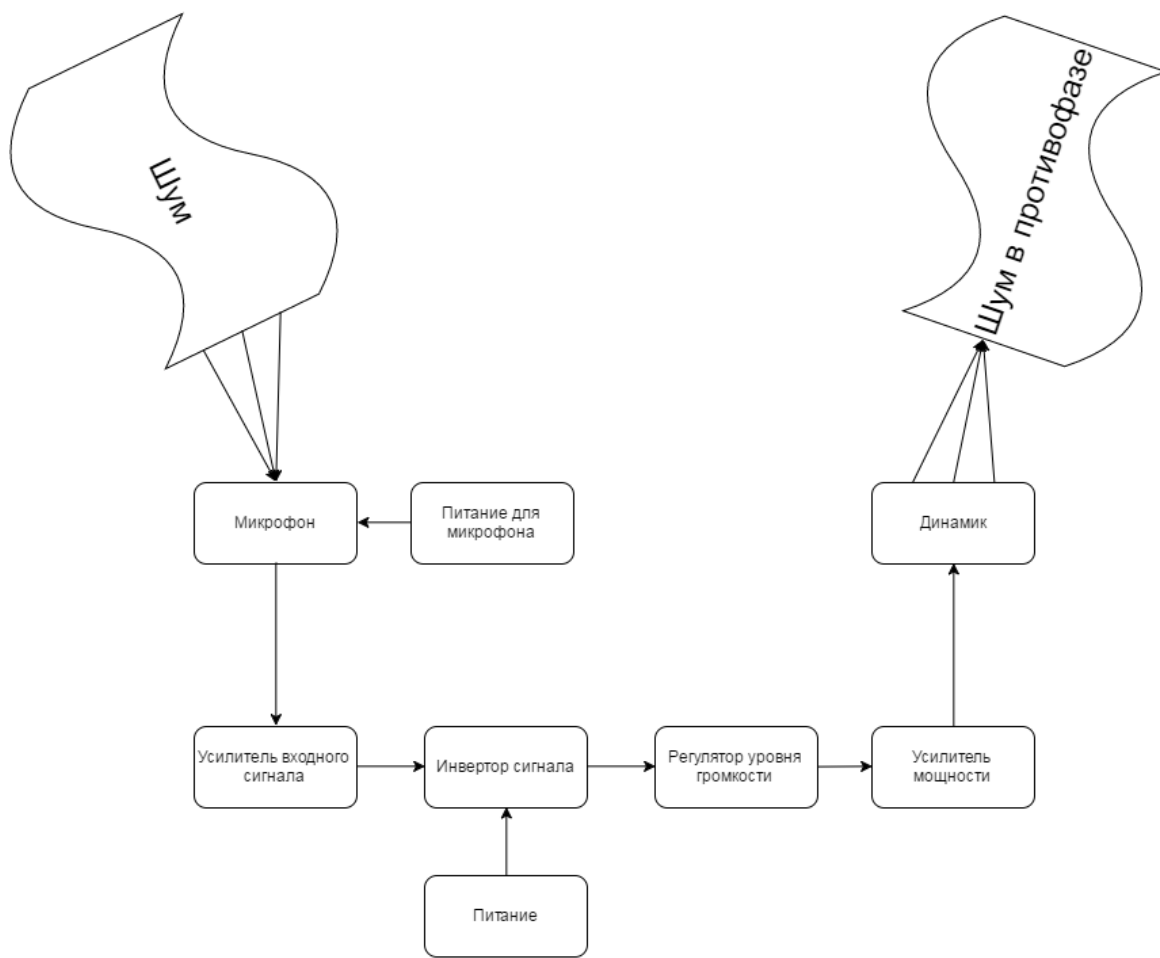 Шум
Шум в противофазе
Микрофон
Питание для
микрофона
Динамик
Усилитель входного
сигнала
Инвертор сигнала
Регулятор уровня
громкости
Усилитель
мощности
Питание